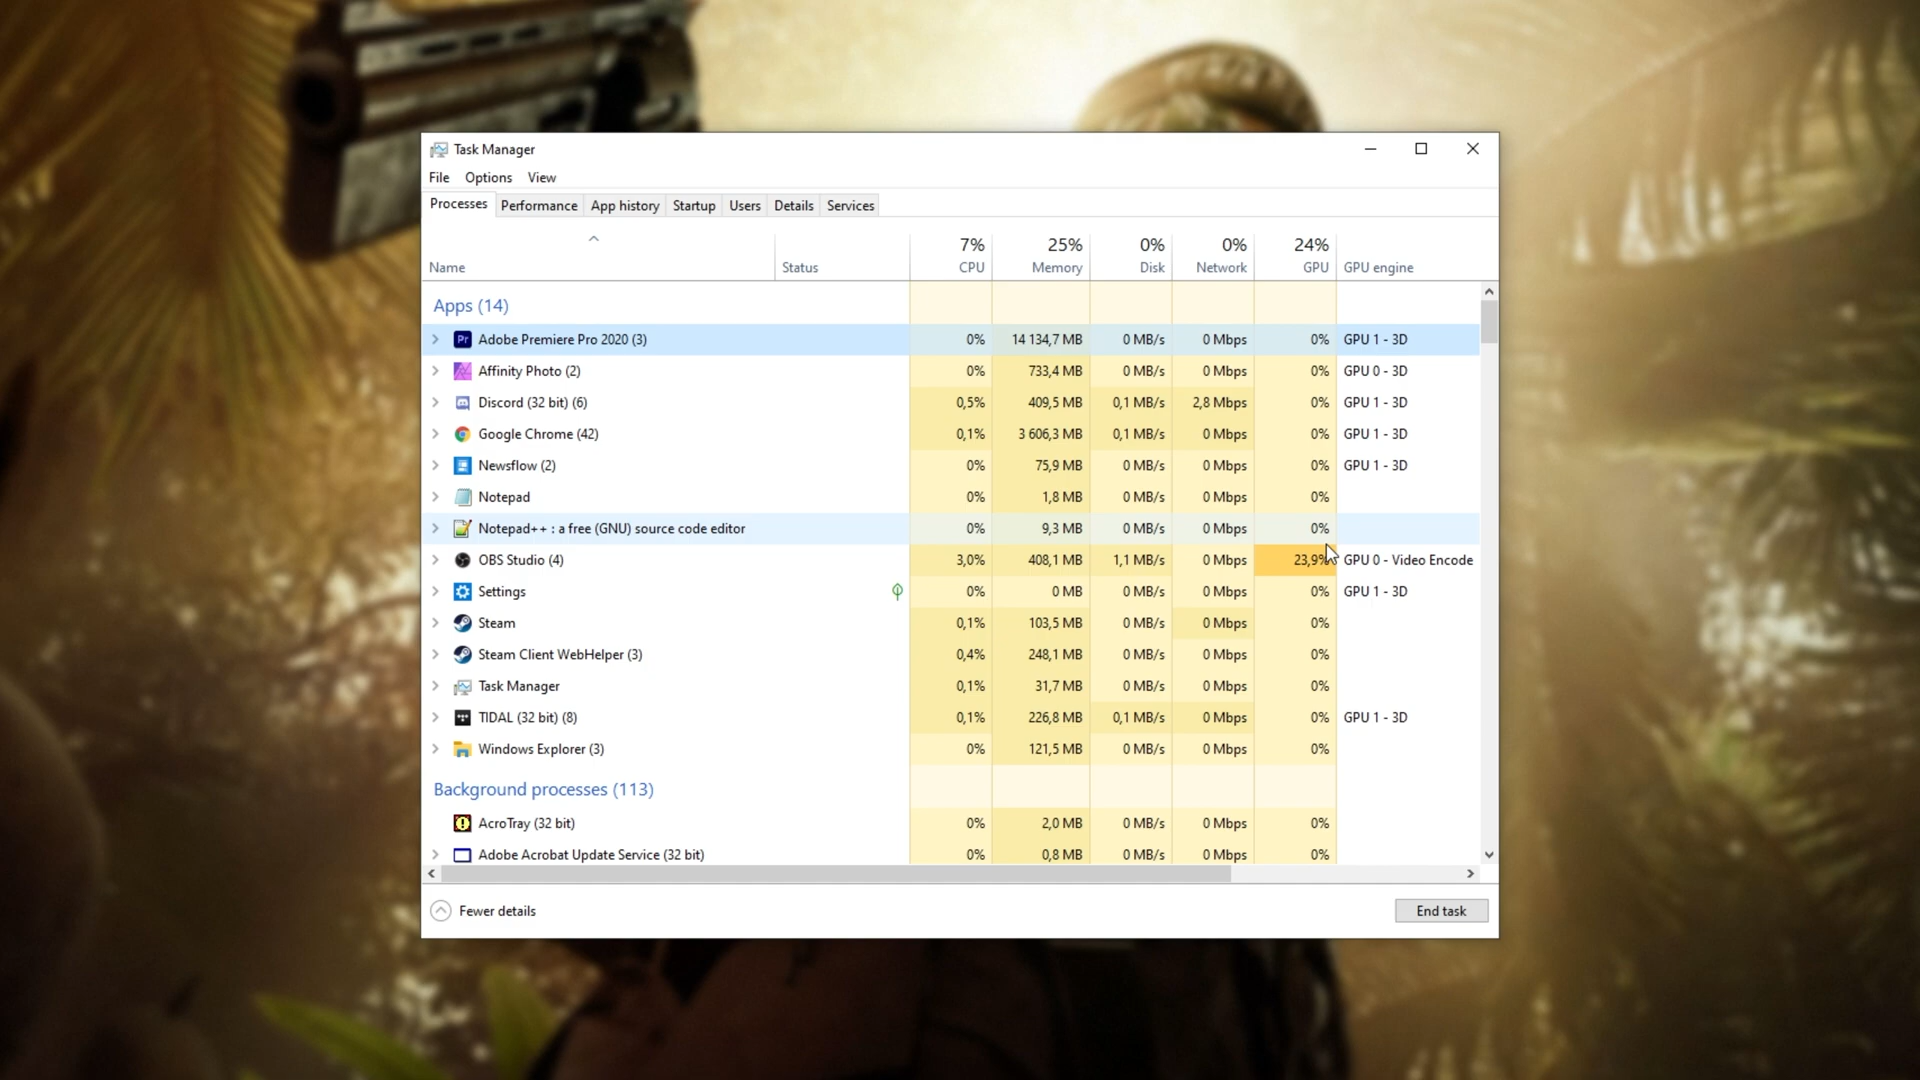 Task Manager
File Options View
Processes Performance App history Startup Users Details Services
7% 25% 0% 0% 24%
Name Status CPU Memory Disk Network GPU GPU engine
Apps (14)
Pr Adobe Premiere Pro 2020 (3) 0% 14 134,7 MB 0 MB/s 0 Mbps 0% GPU 1 - 3D
Affinity Photo (2) 0% 733,4 MB 0 MB/s 0 Mbps 0% GPU 0 - 3D
Discord (32 bit) (6) 0,5% 409,5 MB 0,1 MB/s 2,8 Mbps 0% GPU 1 - 3D
Google Chrome (42) 0,1% 3 606,3 MB 0,1 MB/s 0 Mbps 0% GPU 1 - 3D
Newsflow (2) 0% 75,9 MB 0 MB/s 0 Mbps 0% GPU 1 - 3D
Notepad 0% 1,8 MB 0 MB/s 0 Mbps 0%
Notepad++ : a free (GNU) source code editor 0% 9,3 MB 0 MB/s 0 Mbps 0%
OBS Studio (4) 3,0% 408,1 MB 1,1 MB/s 0 Mbps 23,9% GPU 0 - Video Encode
Settings 0% 0 MB 0 MB/s 0 Mbps 0% GPU 1 - 3D
Steam 0,1% 103,5 MB 0 MB/s 0 Mbps 0%
Steam Client WebHelper (3) 0,4% 248,1 MB 0 MB/s 0 Mbps 0%
Task Manager 0,1% 31,7 MB 0 MB/s 0 Mbps 0%
TIDAL (32 bit) (8) 0,1% 226,8 MB 0,1 MB/s 0 Mbps 0% GPU 1 - 3D
Windows Explorer (3) 0% 121,5 MB 0 MB/s 0 Mbps 0%
Background processes (113)
AcroTray (32 bit) 0% 2,0 MB 0 MB/s 0 Mbps 0%
Adobe Acrobat Update Service (32 bit) 0% 0,8 MB 0 MB/s 0 Mbps 0%
Fewer details End task